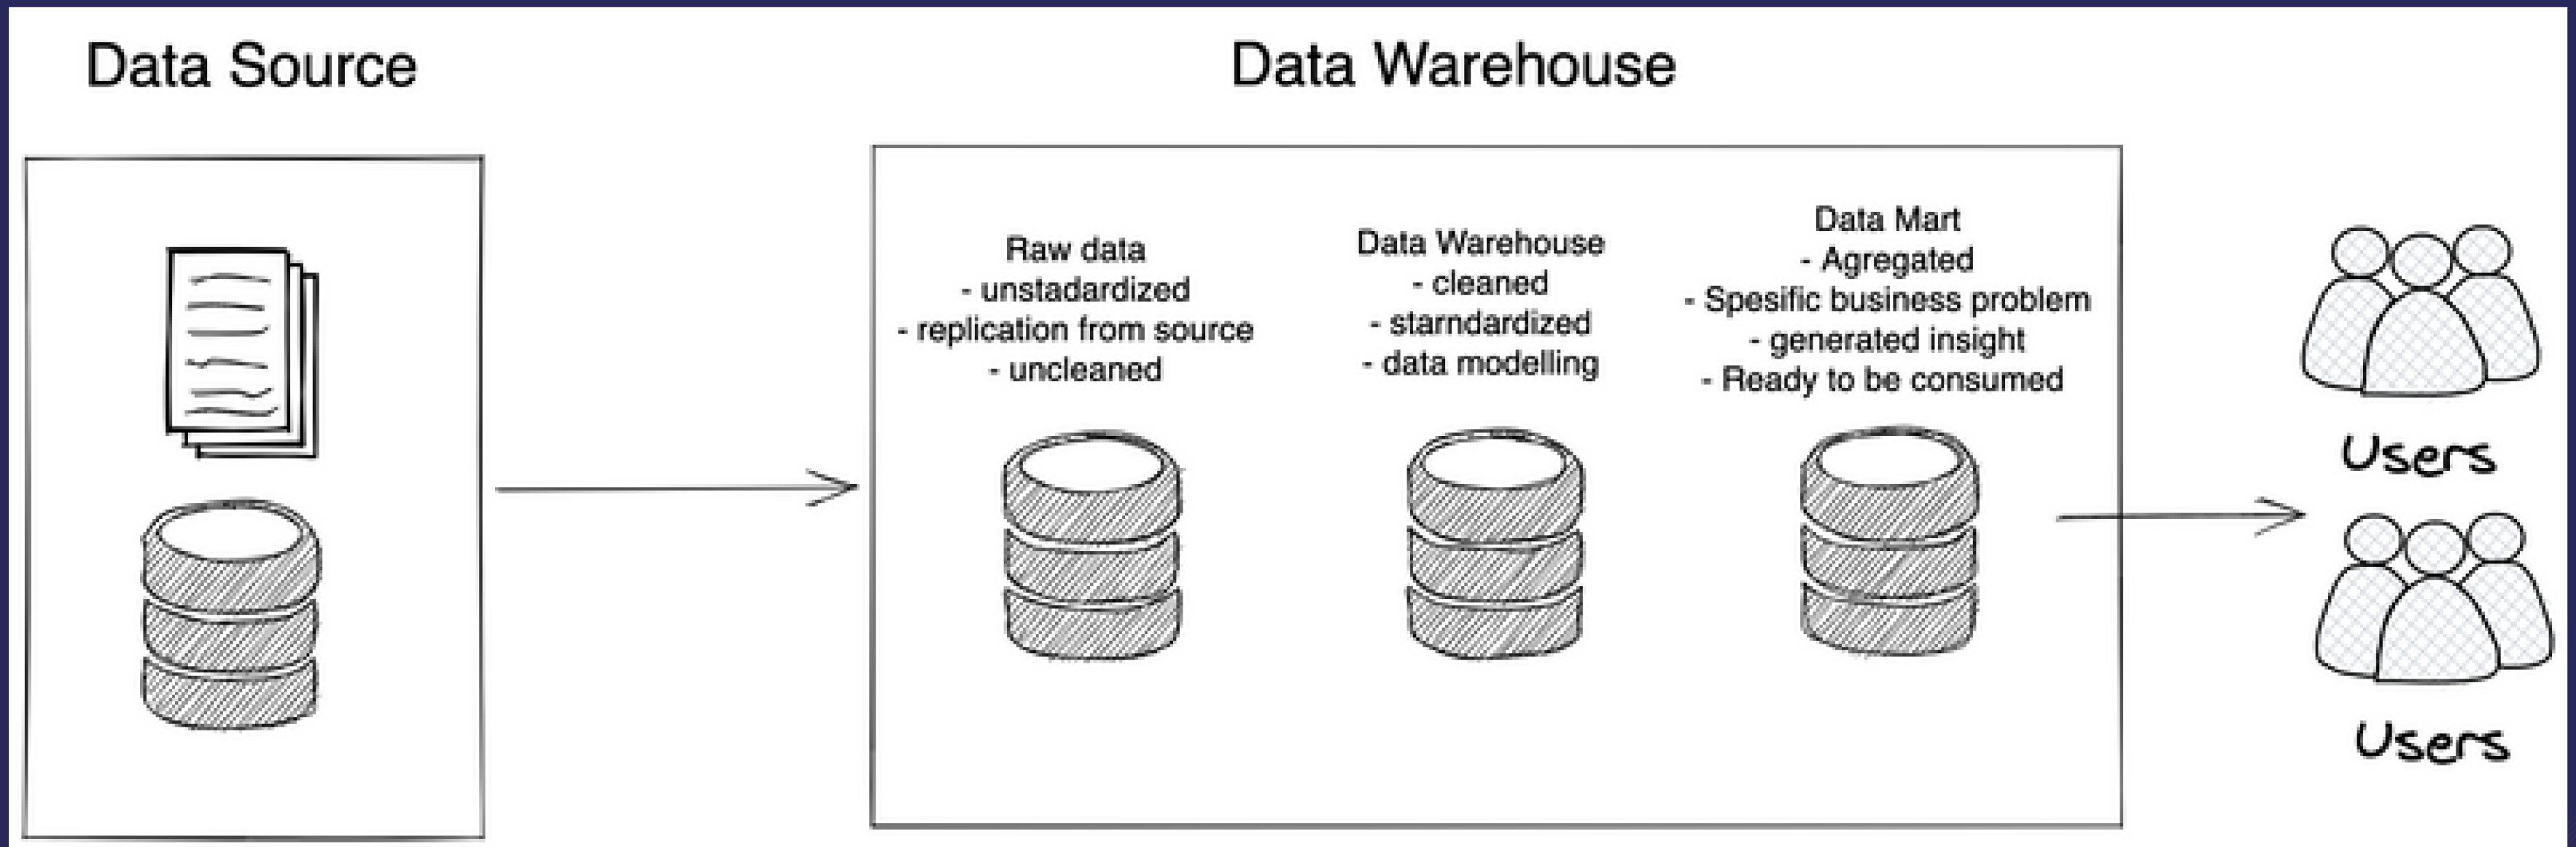 Data Source
Data Warehouse
Raw data
- unstadardized
- replication from source
- uncleaned
Data Warehouse
- cleaned
- starndardized
- data modelling
Data Mart
- Agregated
- Spesific business problem
- generated insight
- Ready to be consumed
Users
Users